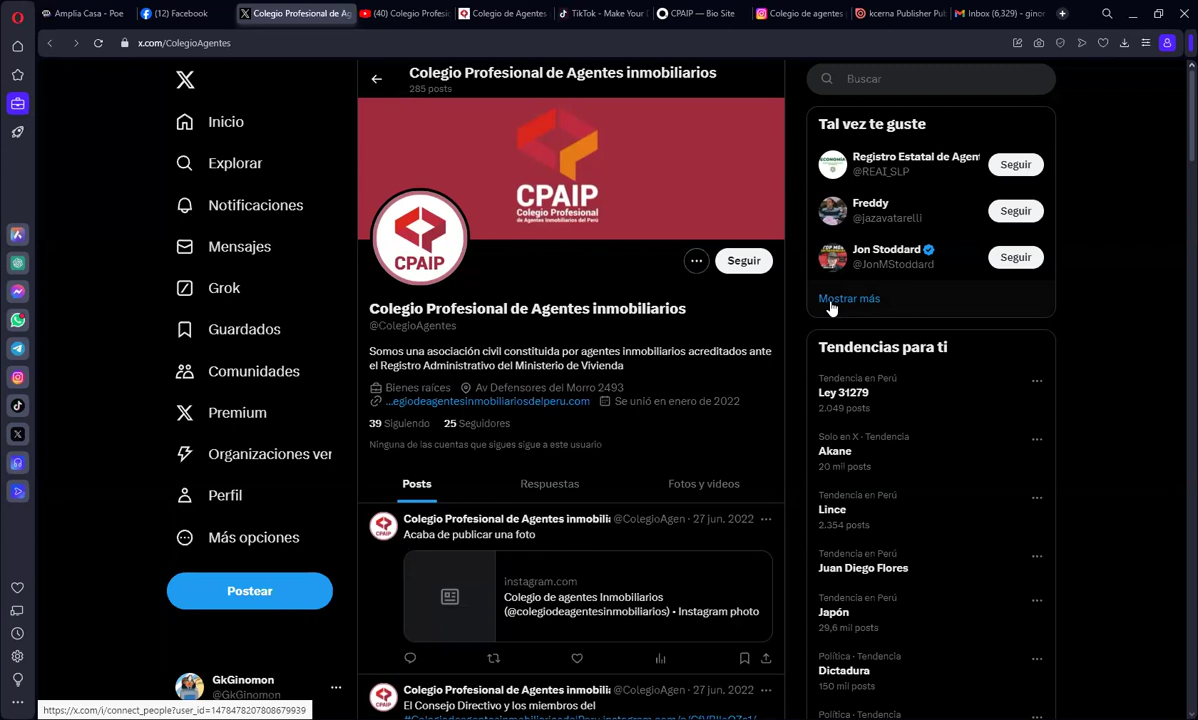 Amplia Casa - Poe
(12) Facebook
Colegio Profesional de Ag
(40) Colegio Profesio
Colegio de Agentes
TikTok - Make Your D
CPAIP — Bio Site
Colegio de agentes
kcerna Publisher Pub
Inbox (6,329) - ginom
x.com/ColegioAgentes
Colegio Profesional de Agentes inmobiliarios
285 posts
Inicio
Explorar
Notificaciones
Mensajes
Grok
Guardados
Comunidades
Premium
Organizaciones ver
Perfil
Más opciones
Postear
GkGinomon
@GkGinomon
https://x.com/i/connect_people?user_id=1478478207808679939
CPAIP
Colegio Profesional
de Agentes Inmobiliarios del Perú
CPAIP
Seguir
Colegio Profesional de Agentes inmobiliarios
@ColegioAgentes
Somos una asociación civil constituida por agentes inmobiliarios acreditados ante
el Registro Administrativo del Ministerio de Vivienda
Bienes raíces Av Defensores del Morro 2493
...egiodeagentesinmobiliariosdelperu.com Se unió en enero de 2022
39 Siguiendo 25 Seguidores
Ninguna de las cuentas que sigues sigue a este usuario
Posts Respuestas Fotos y videos
Colegio Profesional de Agentes inmobili @ColegioAgen · 27 jun. 2022
Acaba de publicar una foto
instagram.com
Colegio de agentes Inmobiliarios
(@colegiodeagentesinmobiliarios) • Instagram photo
CPAIP
Colegio Profesional de Agentes inmobili @ColegioAgen · 27 jun. 2022
El Consejo Directivo y los miembros del
CPAIP
Buscar
Tal vez te guste
Registro Estatal de Agen
@REAI_SLP
Seguir
Freddy
@jazavatarelli
Seguir
Jon Stoddard
@JonMStoddard
Seguir
Mostrar más
Tendencias para ti
Tendencia en Perú
Ley 31279
2.049 posts
Solo en X · Tendencia
Akane
20 mil posts
Tendencia en Perú
Lince
2.354 posts
Tendencia en Perú
Juan Diego Flores
Tendencia en Perú
Japón
29,6 mil posts
Política · Tendencia
Dictadura
150 mil posts
Política · Tendencia